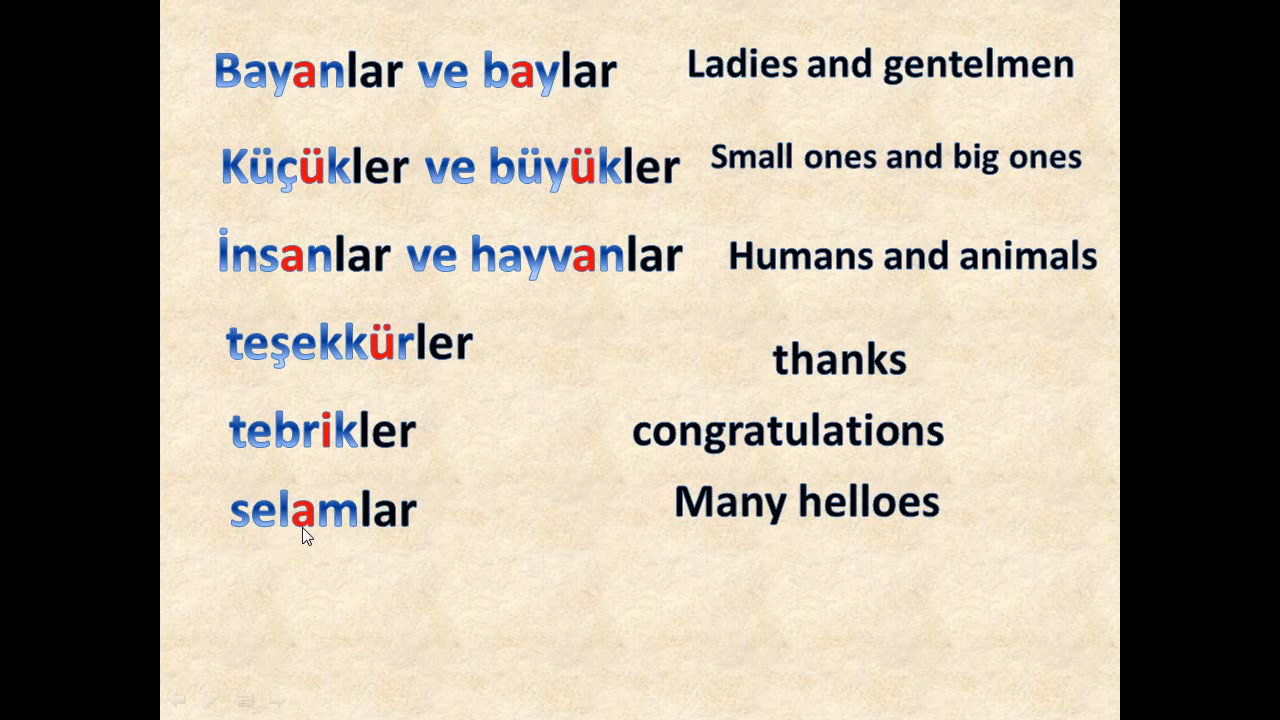 Bayanlar ve baylar Ladies and gentelmen
Küçükler ve büyükler Small ones and big ones
İnsanlar ve hayvanlar Humans and animals
teşekkürler thanks
tebrikler congratulations
selamlar Many helloes